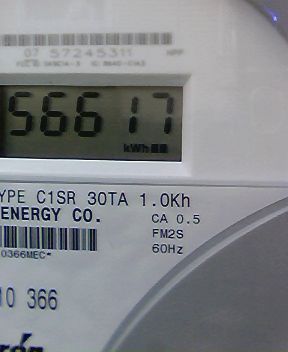 07 57245311
56617
kWh
YPE C1SR 30TA 1.0Kh
ENERGY CO.
CA 0.5
FM2S
60Hz
0366MEC*
10 366